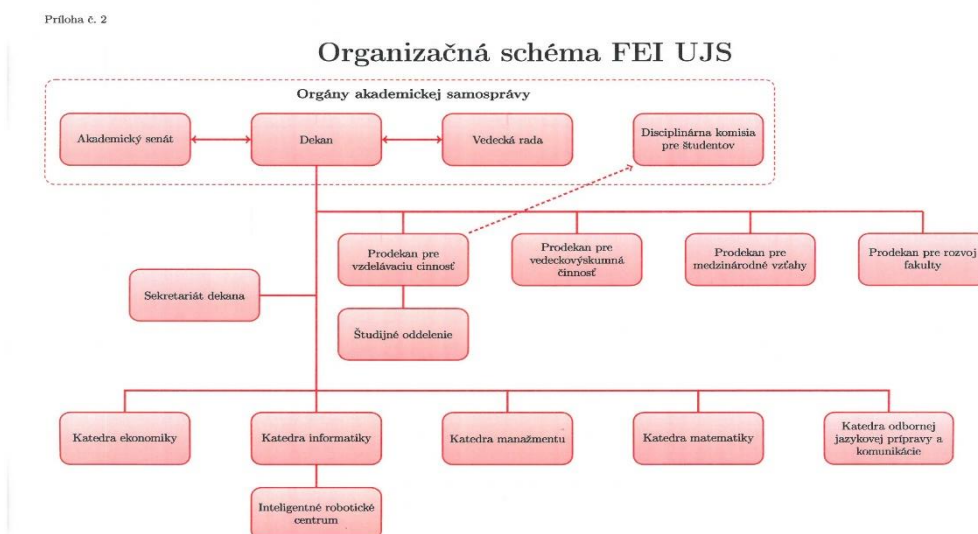 Príloha č. 2
Organizačná schéma FEI UJS
Orgány akademickej samosprávy
Akademický senát
Dekan
Vedecká rada
Disciplinárna komisia
pre študentov
Prodekan pre
vzdelávaciu cinnosť
Prodekan pre
vedeckovýskumná
činnosť
Prodekan pre
medzinárodné vzťahy
Prodekan pre rozvoj
fakulty
Sekretariát dekana
Študijné oddelenie
Katedra ekonomiky
Katedra informatiky
Katedra manažmentu
Katedra matematiky
Katedra odbornej
jazykovej prípravy a
komunikácie
Inteligentné robotické
centrum